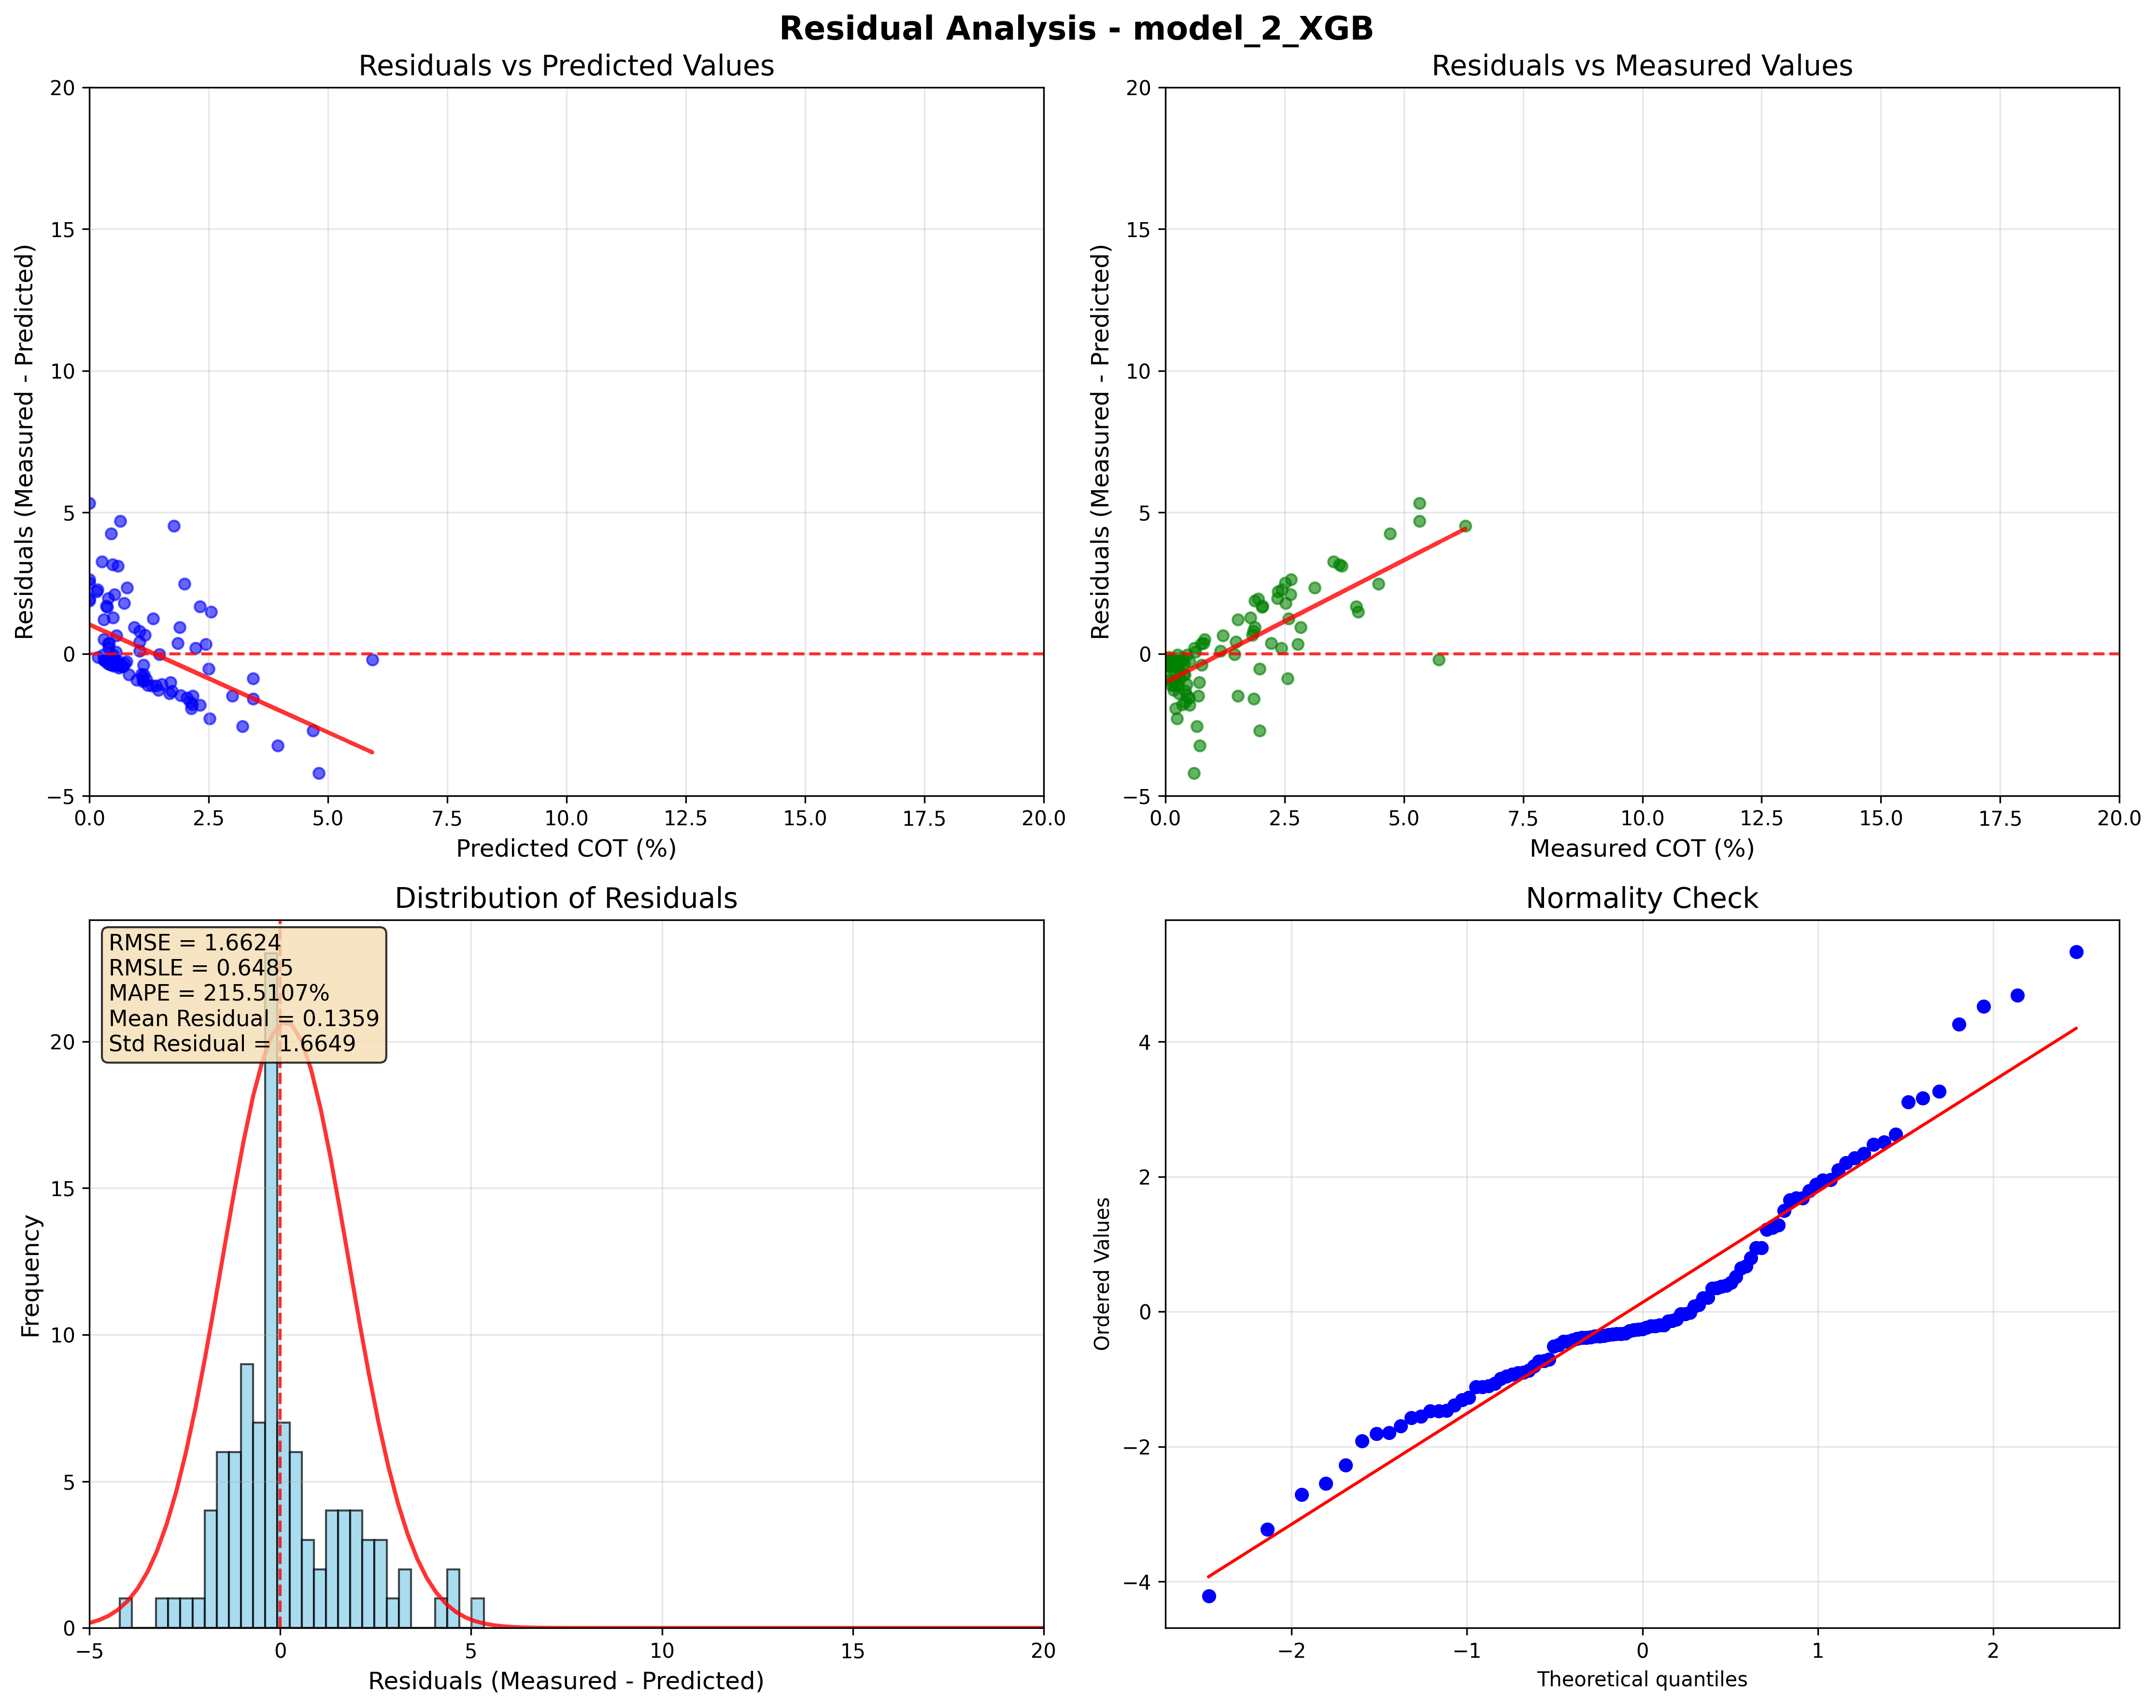 Residual Analysis - model_2_XGB
Residuals vs Predicted Values
Residuals (Measured - Predicted)
20
15
10
5
0
−5
0.0 2.5 5.0 7.5 10.0 12.5 15.0 17.5 20.0
Predicted COT (%)
Residuals vs Measured Values
Residuals (Measured - Predicted)
20
15
10
5
0
−5
0.0 2.5 5.0 7.5 10.0 12.5 15.0 17.5 20.0
Measured COT (%)
Distribution of Residuals
RMSE = 1.6624
RMSLE = 0.6485
MAPE = 215.5107%
Mean Residual = 0.1359
Std Residual = 1.6649
Frequency
20
15
10
5
0
−5 0 5 10 15 20
Residuals (Measured - Predicted)
Normality Check
Ordered Values
4
2
0
−2
−4
−2 −1 0 1 2
Theoretical quantiles